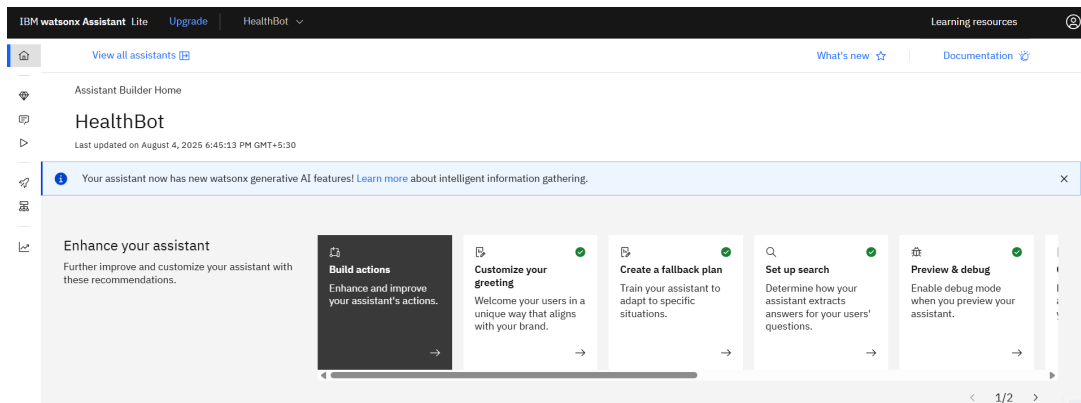 IBM watsonx Assistant Lite Upgrade HealthBot Learning resources
View all assistants What's new Documentation
Assistant Builder Home
HealthBot
Last updated on August 4, 2025 6:45:13 PM GMT+5:30
Your assistant now has new watsonx generative AI features! Learn more about intelligent information gathering.
Enhance your assistant
Further improve and customize your assistant with
these recommendations.
Build actions
Enhance and improve
your assistant's actions.
Customize your
greeting
Welcome your users in a
unique way that aligns
with your brand.
Create a fallback plan
Train your assistant to
adapt to specific
situations.
Set up search
Determine how your
assistant extracts
answers for your users'
questions.
Preview & debug
Enable debug mode
when you preview your
assistant.
1/2